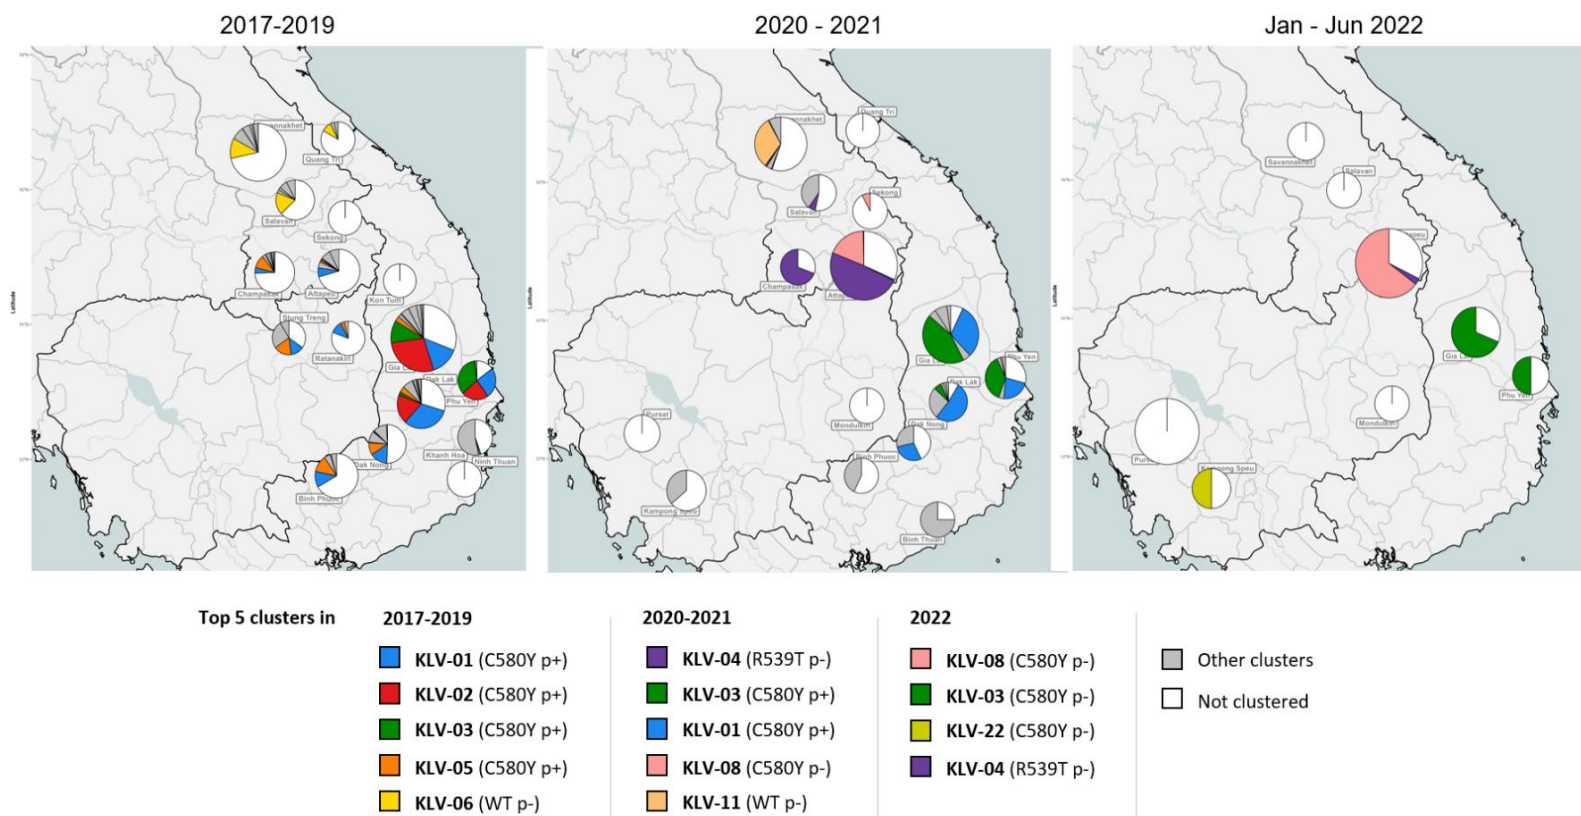 2017-2019
2020 - 2021
Jan - Jun 2022
Quang Tri
Salavan
Sekong
Champasak
Attapeu
Kon Tum
Stung Treng
Ratanakiri
Gia
Dak Lak
Phu Yen
Dak Nong
Khanh Hoa
Ninh Thuan
Binh Phuoc
Latitude
Quang Tri
Sekong
Salavan
Champasak
Attapeu
Gia
Phu Yen
Dak Lak
Mondulkiri
Dak Nong
Pursat
Binh Phuoc
Kampong Speu
Binh Thuan
Latitude
Savannakhet
Salavan
Gia
Phu Yen
Mondulkiri
Kampong Speu
Latitude
Top 5 clusters in
2017-2019
KLV-01 (C580Y p+)
KLV-02 (C580Y p+)
KLV-03 (C580Y p+)
KLV-05 (C580Y p+)
KLV-06 (WT p-)
2020-2021
KLV-04 (R539T p-)
KLV-03 (C580Y p+)
KLV-01 (C580Y p+)
KLV-08 (C580Y p-)
KLV-11 (WT p-)
2022
KLV-08 (C580Y p-)
KLV-03 (C580Y p-)
KLV-22 (C580Y p-)
KLV-04 (R539T p-)
Other clusters
Not clustered